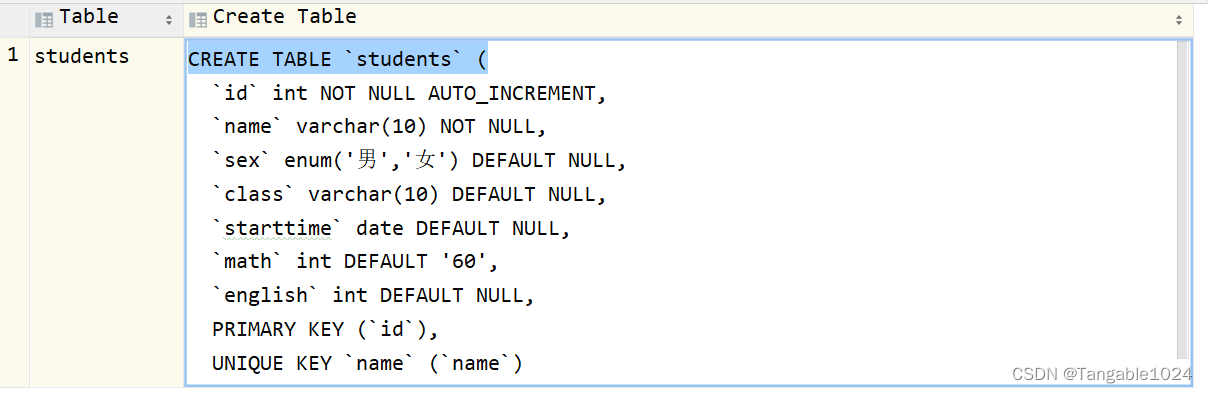 Table Create Table
1 students CREATE TABLE `students` (
`id` int NOT NULL AUTO_INCREMENT,
`name` varchar(10) NOT NULL,
`sex` enum('男','女') DEFAULT NULL,
`class` varchar(10) DEFAULT NULL,
`starttime` date DEFAULT NULL,
`math` int DEFAULT '60',
`english` int DEFAULT NULL,
PRIMARY KEY (`id`),
UNIQUE KEY `name` (`name`)
CSDN @Tangable1024